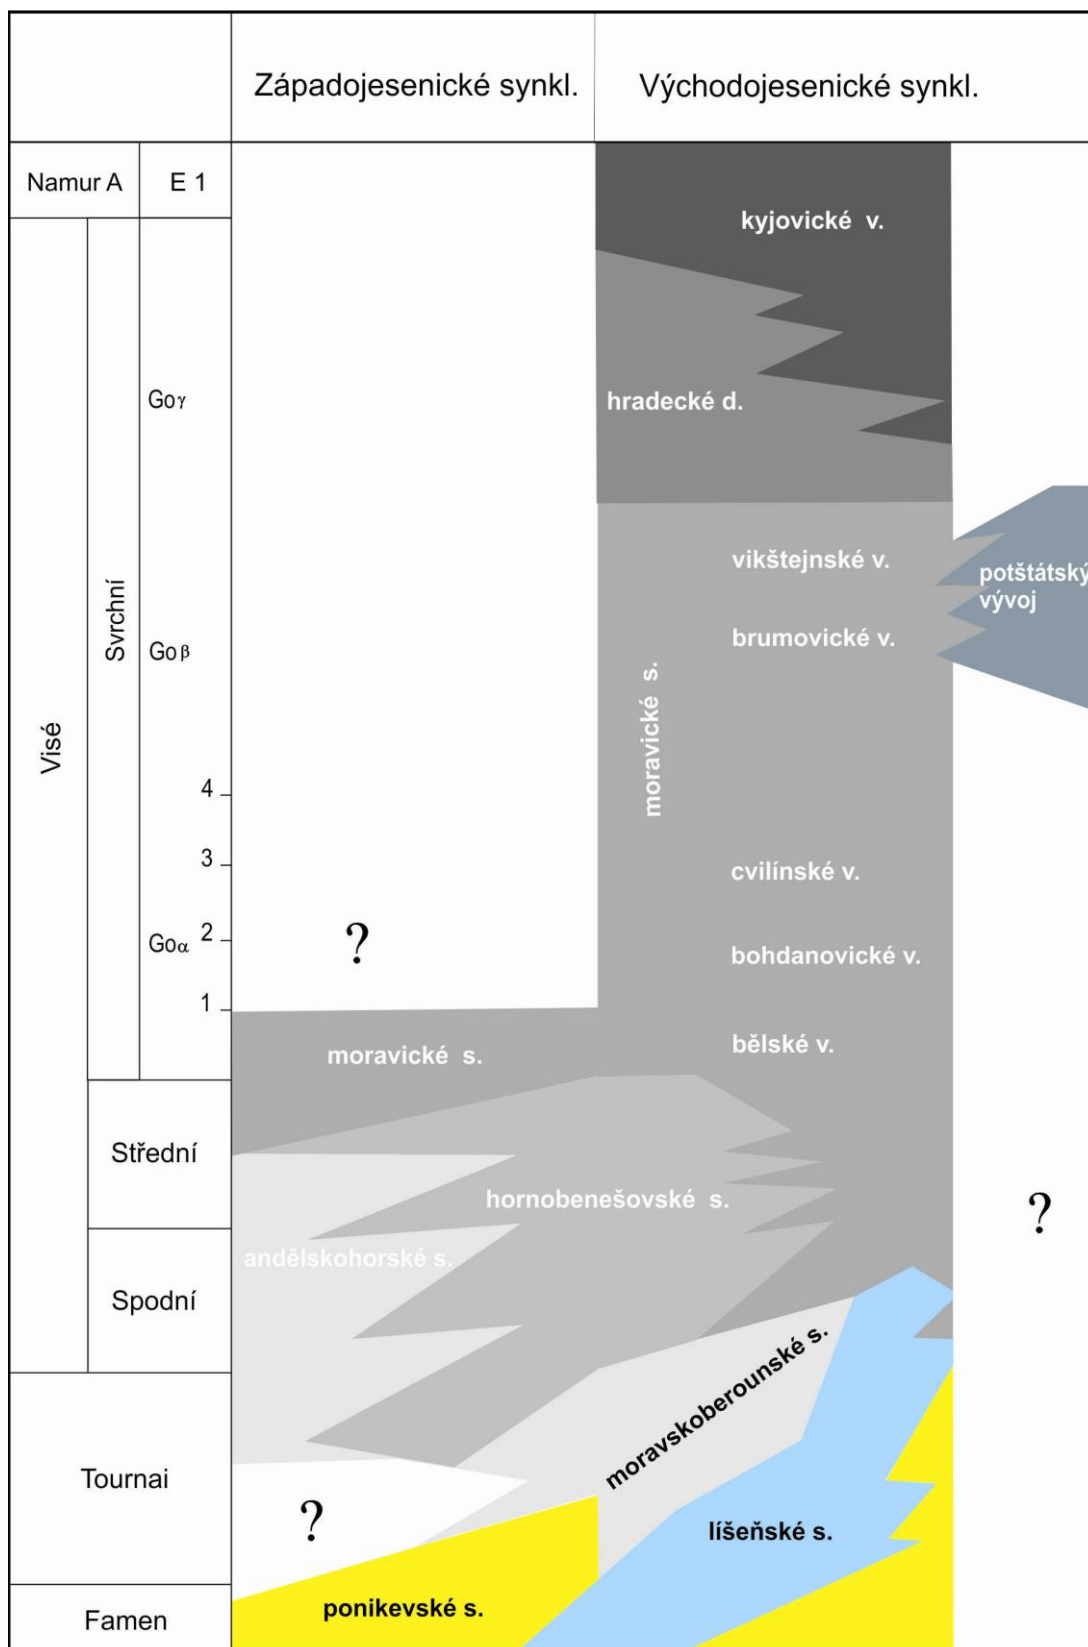 Západojesenické synkl.
Východojesenické synkl.
Namur A
E 1
kyjovické v.
Goγ
hradecké d.
vikštejnské v.
potštátský
vývoj
Svrchní
Goβ
brumovické v.
moravické s.
Visé
4
3
cvilínské v.
Goα
2
?
bohdanovické v.
1
moravické s.
bělské v.
Střední
hornobenešovské s.
?
andělskohorské s.
Spodní
moravskoberounské s.
Tournai
?
líšeňské s.
ponikevské s.
Famen